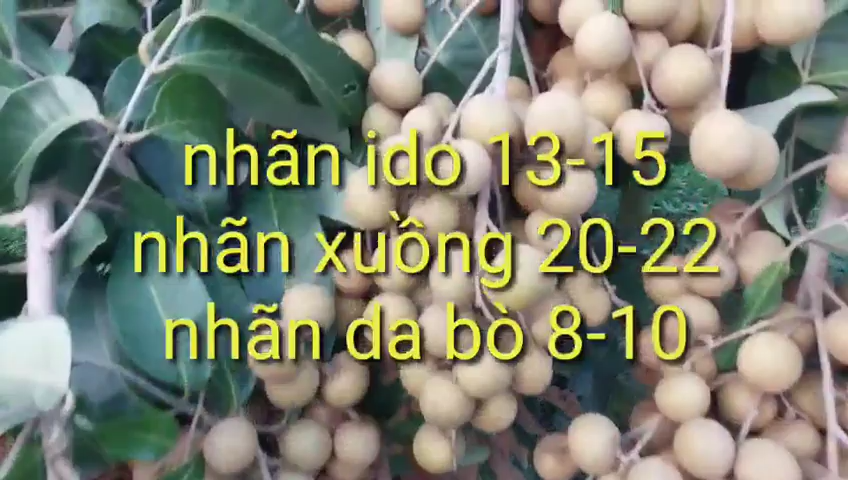 nhãn ido 13-15
nhãn xuồng 20-22
nhãn da bò 8-10